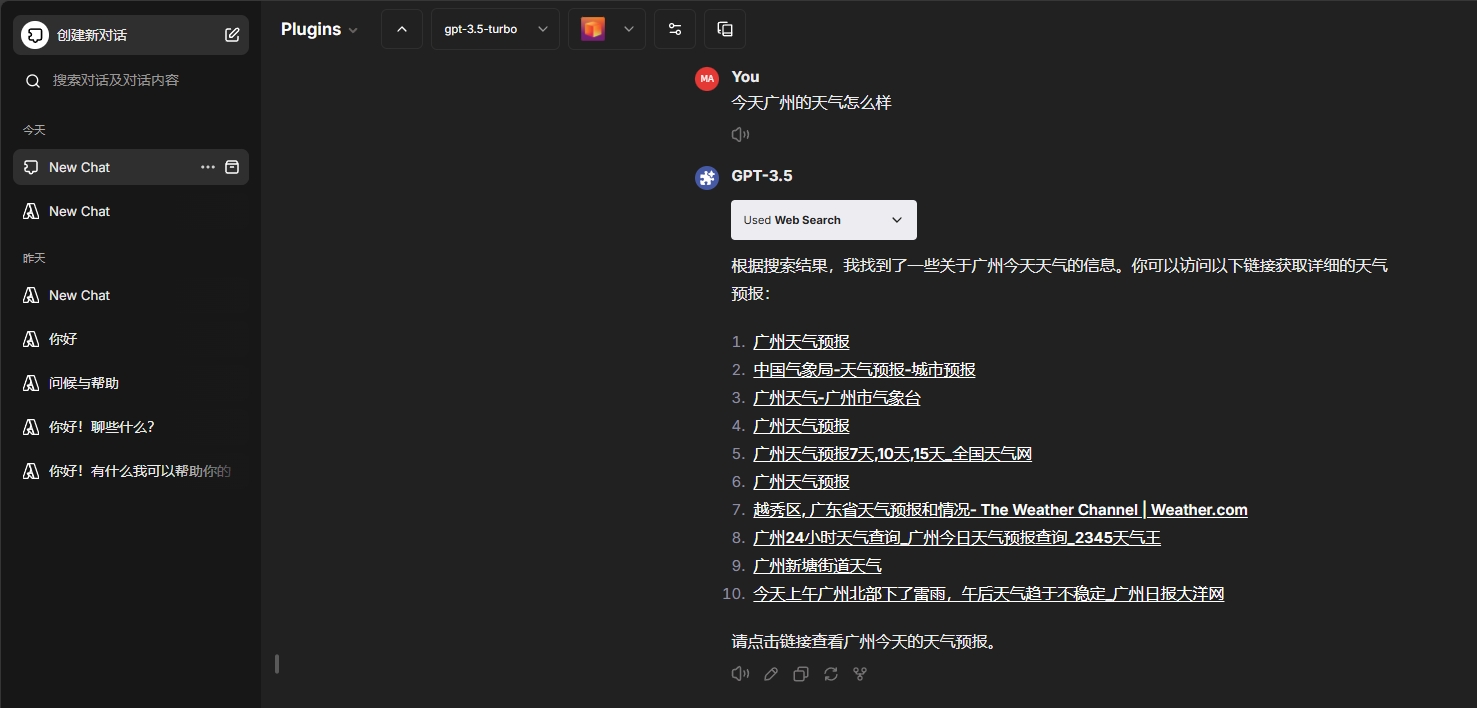 创建新对话
搜索对话及对话内容
今天
New Chat
New Chat
昨天
New Chat
你好
问候与帮助
你好！聊些什么？
你好！有什么我可以帮助你的
Plugins
gpt-3.5-turbo
MA
You
今天广州的天气怎么样
GPT-3.5
Used Web Search
根据搜索结果，我找到了一些关于广州今天天气的信息。你可以访问以下链接获取详细的天气
预报：
1. 广州天气预报
2. 中国气象局-天气预报-城市预报
3. 广州天气-广州市气象台
4. 广州天气预报
5. 广州天气预报7天,10天,15天_全国天气网
6. 广州天气预报
7. 越秀区, 广东省天气预报和情况- The Weather Channel | Weather.com
8. 广州24小时天气查询_广州今日天气预报查询_2345天气王
9. 广州新塘街道天气
10. 今天上午广州北部下了雷雨，午后天气趋于不稳定_广州日报大洋网
请点击链接查看广州今天的天气预报。